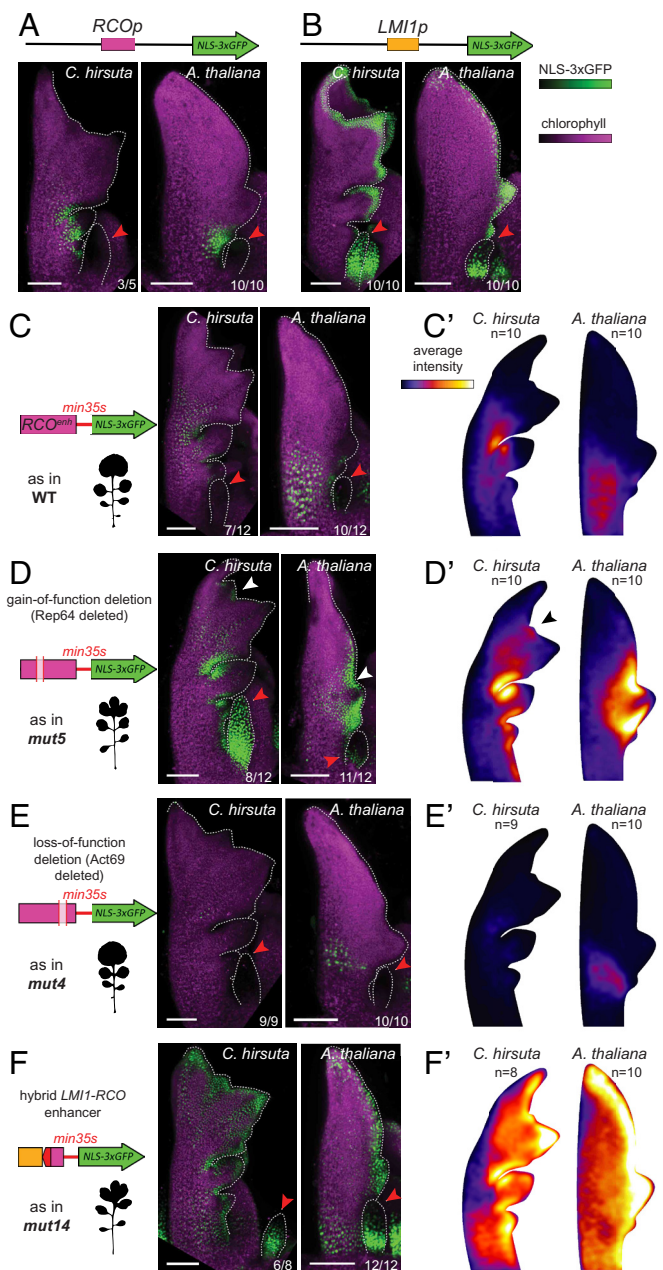 A
RCOp
NLS-3xGFP
C. hirsuta
A. thaliana
3/5
10/10
B
LMI1p
NLS-3xGFP
C. hirsuta
A. thaliana
10/10
10/10
NLS-3xGFP
chlorophyll
C
C. hirsuta
A. thaliana
min35s
RCOenh
NLS-3xGFP
as in
WT
7/12
10/12
C'
C. hirsuta
n=10
A. thaliana
n=10
average
intensity
D
C. hirsuta
A. thaliana
gain-of-function deletion
(Rep64 deleted)
min35s
NLS-3xGFP
as in
mut5
8/12
11/12
D'
C. hirsuta
n=10
A. thaliana
n=10
E
C. hirsuta
A. thaliana
loss-of-function
deletion (Act69
deleted)
min35s
NLS-3xGFP
as in
mut4
9/9
10/10
E'
C. hirsuta
n=9
A. thaliana
n=10
F
C. hirsuta
A. thaliana
hybrid LMI1-RCO
enhancer
min35s
NLS-3xGFP
as in
mut14
6/8
12/12
F'
C. hirsuta
n=8
A. thaliana
n=10